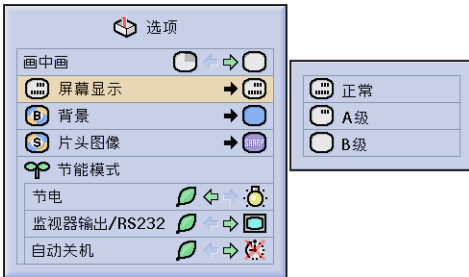 选项
画中画
屏幕显示
B 背景
S 片头图像 SHARP
节能模式
节电
监视器输出/RS232
自动关机
正常
A级
B级